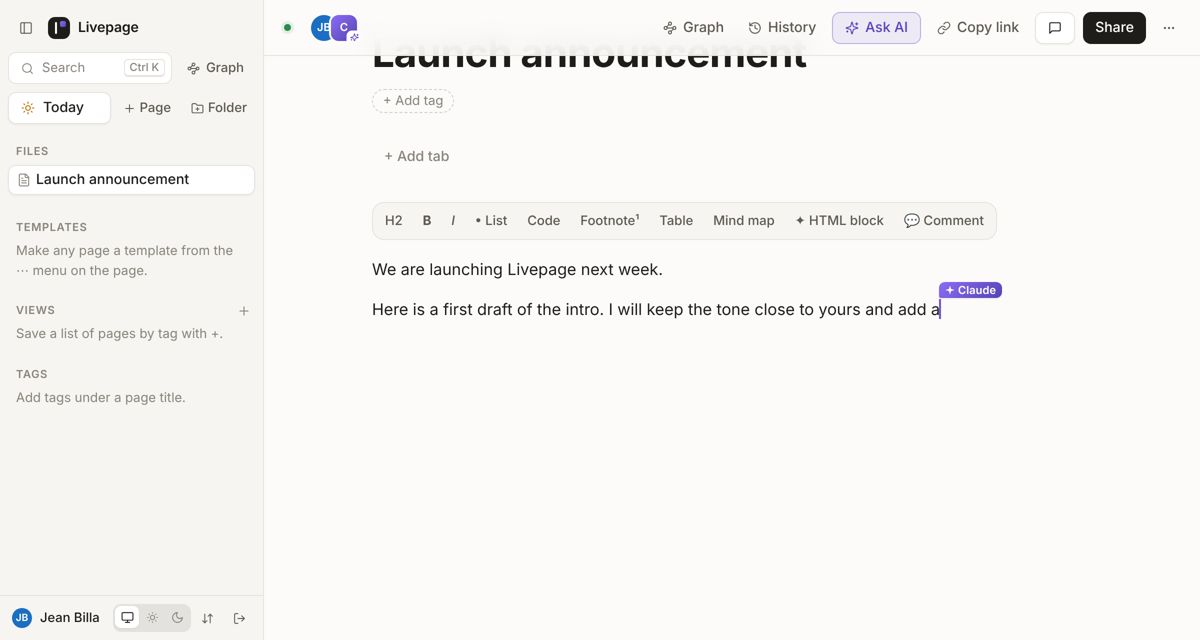 Livepage
Search Ctrl K Graph
Today + Page Folder
FILES
Launch announcement
TEMPLATES
Make any page a template from the
··· menu on the page.
VIEWS +
Save a list of pages by tag with +.
TAGS
Add tags under a page title.
JB Jean Billa
JB C Graph History Ask AI Copy link Share ···
Launch announcement
+ Add tag
+ Add tab
H2 B I • List Code Footnote¹ Table Mind map ✦ HTML block 💬 Comment
We are launching Livepage next week.
✦ Claude
Here is a first draft of the intro. I will keep the tone close to yours and add a